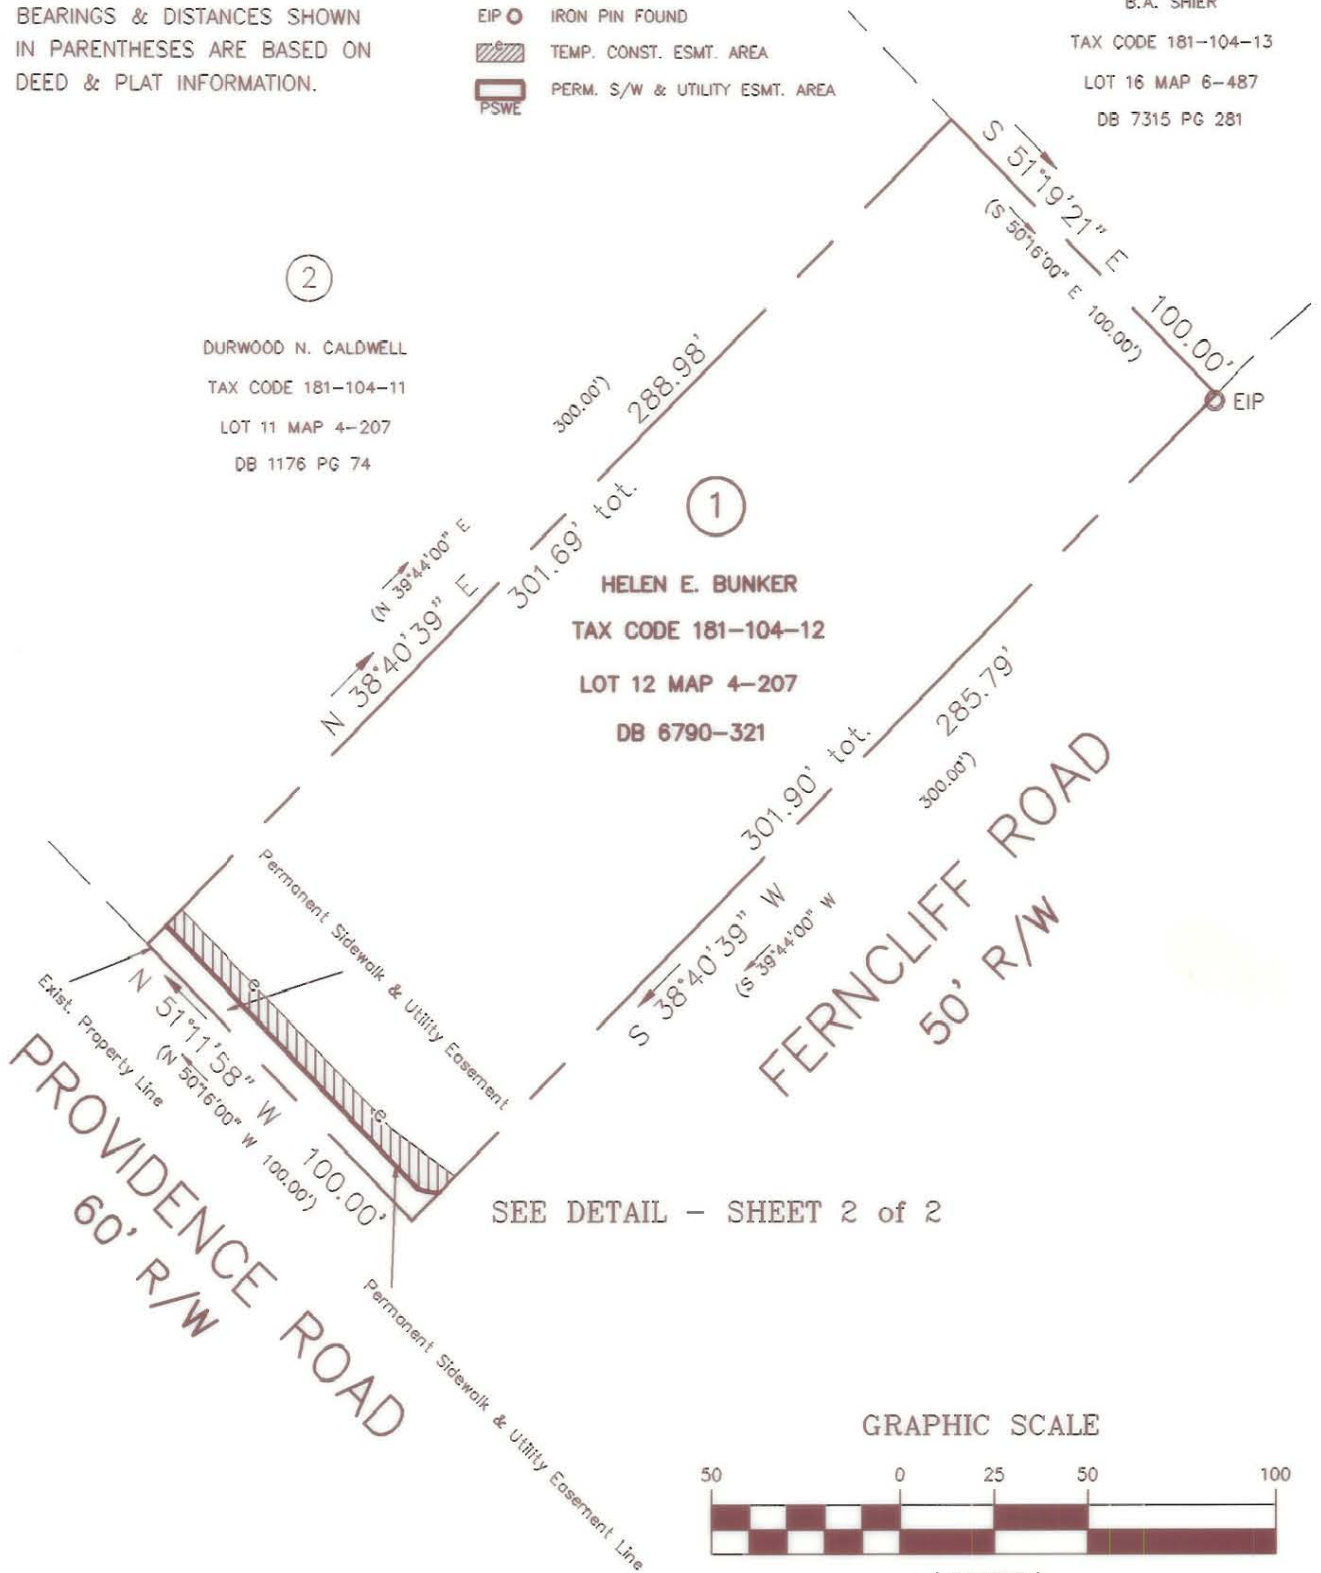 BEARINGS & DISTANCES SHOWN
IN PARENTHESES ARE BASED ON
DEED & PLAT INFORMATION.
EIP IRON PIN FOUND
e TEMP. CONST. ESMT. AREA
PERM. S/W & UTILITY ESMT. AREA
PSWE
B.A. SHIER
TAX CODE 181-104-13
LOT 16 MAP 6-487
DB 7315 PG 281
S 51°19'21" E 100.00'
(S 50°16'00" E 100.00')
EIP
2
DURWOOD N. CALDWELL
TAX CODE 181-104-11
LOT 11 MAP 4-207
DB 1176 PG 74
(N 39°44'00" E 300.00')
288.98'
N 38°40'39" E 301.69' tot.
1
HELEN E. BUNKER
TAX CODE 181-104-12
LOT 12 MAP 4-207
DB 6790-321
285.79'
S 38°40'39" W 301.90' tot.
(S 39°44'00" W 300.00')
FERNCLIFF ROAD
50' R/W
Permanent Sidewalk & Utility Easement
e
e
Exist. Property Line
N 51°11'58" W 100.00'
(N 50°16'00" W 100.00')
PROVIDENCE ROAD
60' R/W
SEE DETAIL - SHEET 2 of 2
Permanent Sidewalk & Utility Easement Line
GRAPHIC SCALE
50 0 25 50 100